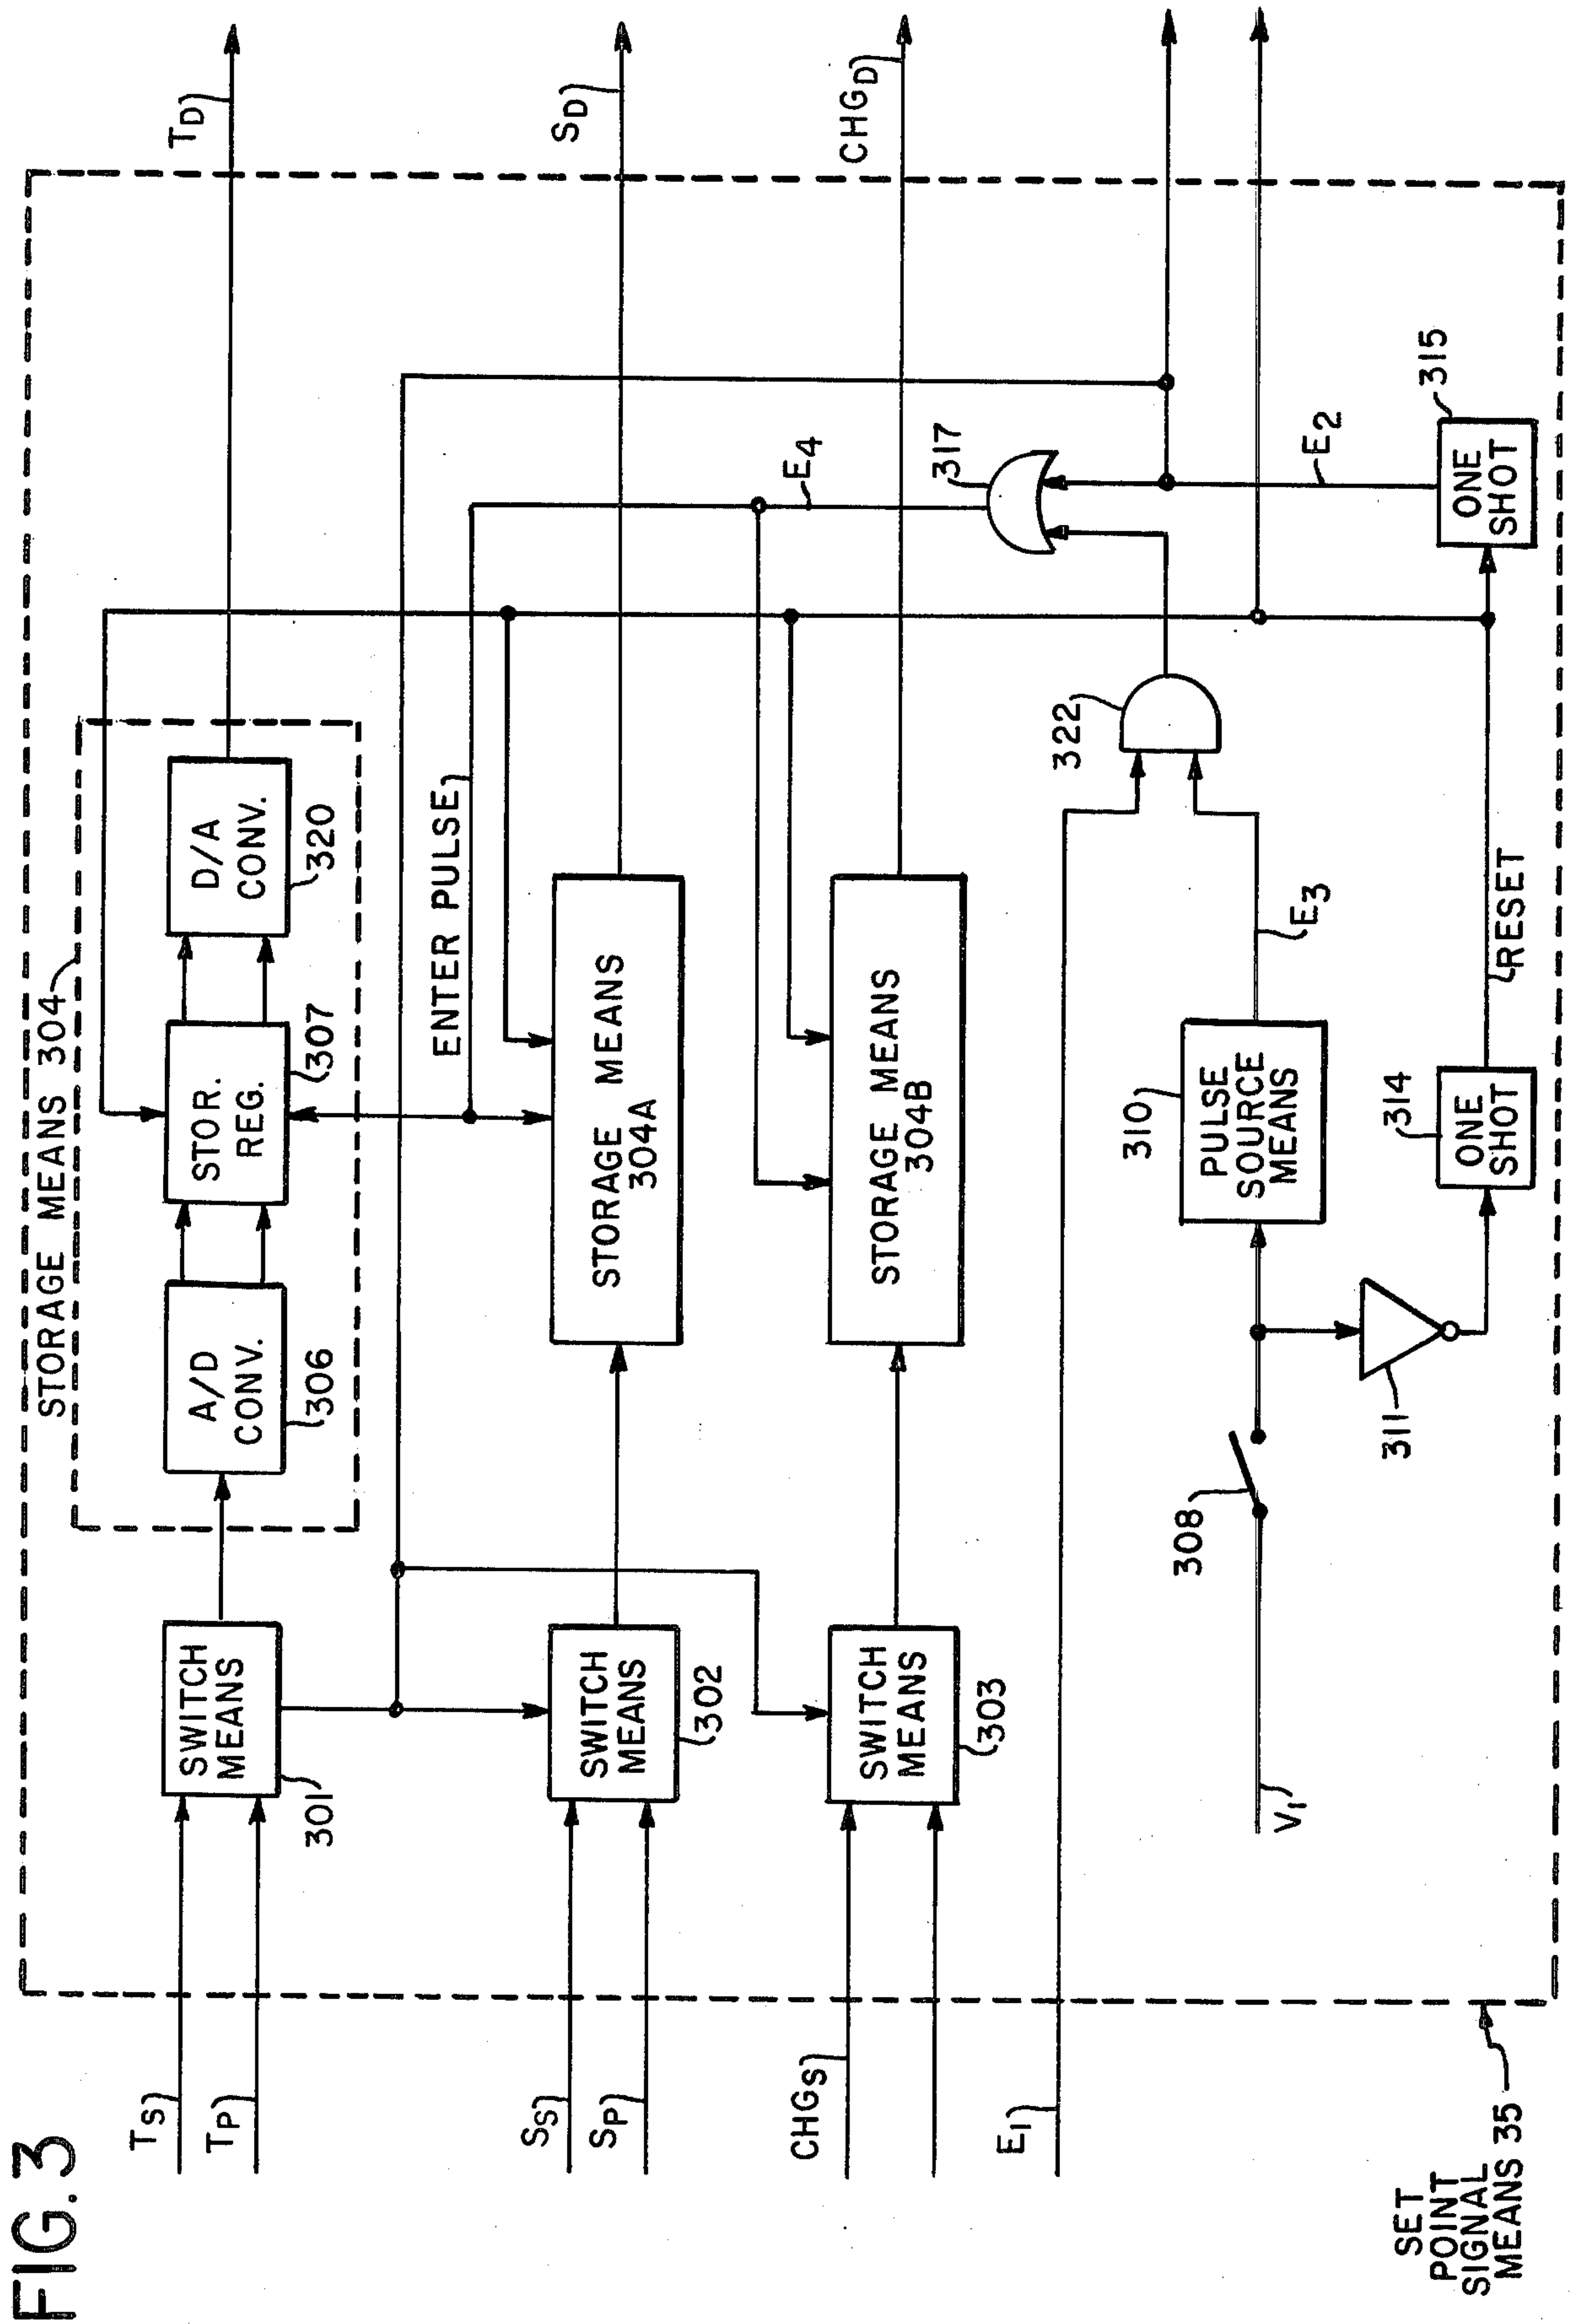 FIG. 3
STORAGE MEANS 304
TS
TP
SWITCH
MEANS
301
A/D
CONV.
306
STOR.
REG.
307
D/A
CONV.
320
TD
ENTER PULSE
SS
SP
SWITCH
MEANS
302
STORAGE MEANS
304A
SD
CHGS
SWITCH
MEANS
303
STORAGE MEANS
304B
E4
317
CHGD
E1
322
V1
308
310
PULSE
SOURCE
MEANS
E3
311
314
ONE
SHOT
RESET
E2
315
ONE
SHOT
SET
POINT
SIGNAL
MEANS 35